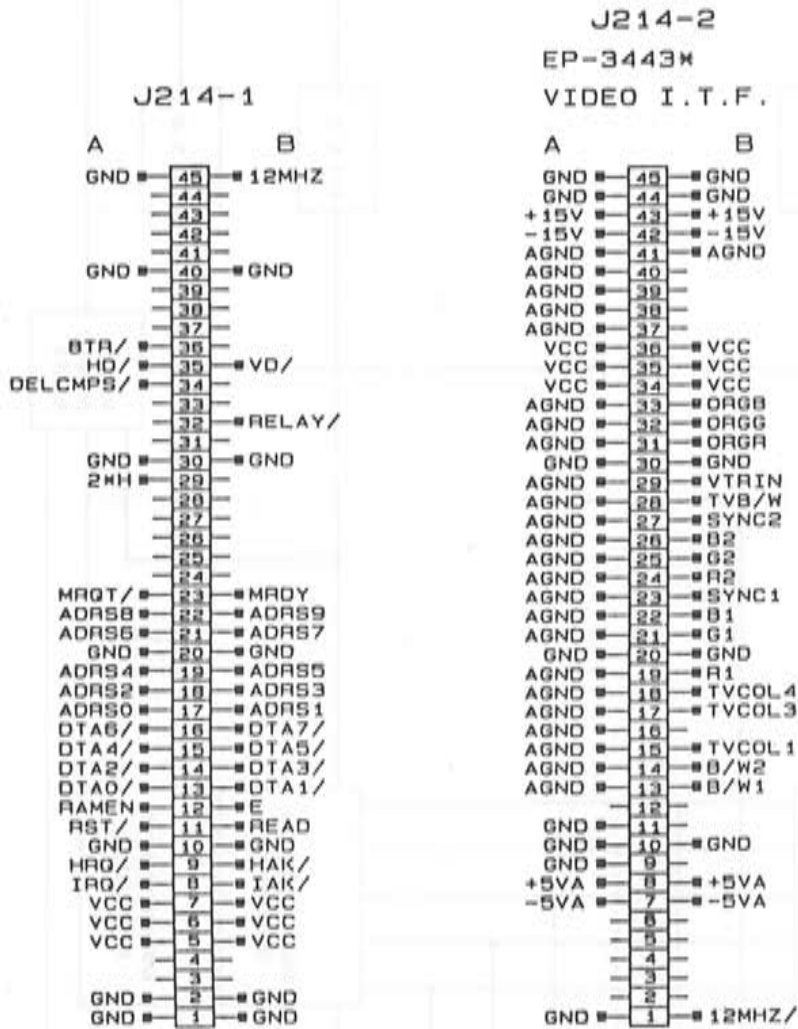 J214-2
EP-3443*
VIDEO I.T.F.
J214-1
A B
GND 45 12MHZ
44
43
42
41
GND 40 GND
39
38
37
BTR/ 36
HD/ 35 VD/
DELCMPS/ 34
33
32 RELAY/
31
GND 30 GND
2*H 29
28
27
26
25
24
MRQT/ 23 MRDY
ADRS8 22 ADRS9
ADRS6 21 ADRS7
GND 20 GND
ADRS4 19 ADRS5
ADRS2 18 ADRS3
ADRS0 17 ADRS1
DTA6/ 16 DTA7/
DTA4/ 15 DTA5/
DTA2/ 14 DTA3/
DTA0/ 13 DTA1/
RAMEN 12 E
RST/ 11 READ
GND 10 GND
HRQ/ 9 HAK/
IRQ/ 8 IAK/
VCC 7 VCC
VCC 6 VCC
VCC 5 VCC
4
3
GND 2 GND
GND 1 GND
A B
GND 45 GND
GND 44 GND
+15V 43 +15V
-15V 42 -15V
AGND 41 AGND
AGND 40
AGND 39
AGND 38
AGND 37
VCC 36 VCC
VCC 35 VCC
VCC 34 VCC
AGND 33 ORGB
AGND 32 ORGG
AGND 31 ORGR
GND 30 GND
AGND 29 VTRIN
AGND 28 TVB/W
AGND 27 SYNC2
AGND 26 B2
AGND 25 G2
AGND 24 R2
AGND 23 SYNC1
AGND 22 B1
AGND 21 G1
GND 20 GND
AGND 19 R1
AGND 18 TVCOL4
AGND 17 TVCOL3
AGND 16
AGND 15 TVCOL1
AGND 14 B/W2
AGND 13 B/W1
12
GND 11
GND 10 GND
GND 9
+5VA 8 +5VA
-5VA 7 -5VA
6
5
4
3
2
GND 1 12MHZ/